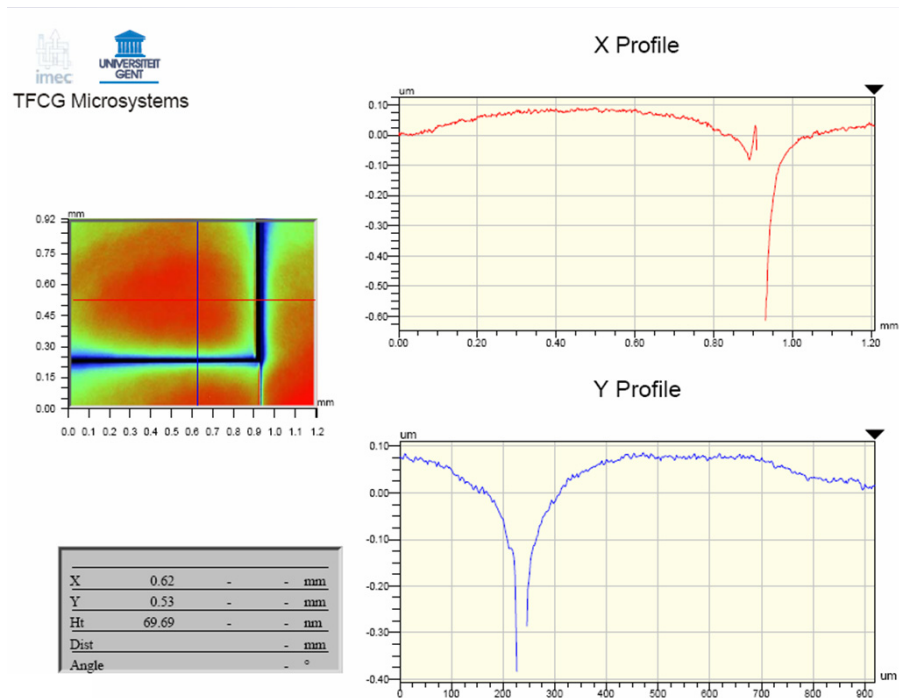 imec
UNIVERSITEIT
GENT
TFCG Microsystems
X Profile
um
0.10
0.00
-0.10
-0.20
-0.30
-0.40
-0.50
-0.60
mm
0.00 0.20 0.40 0.60 0.80 1.00 1.20
mm
0.92
0.75
0.60
0.45
0.30
0.15
0.00
mm
0.0 0.1 0.2 0.3 0.4 0.5 0.6 0.7 0.8 0.9 1.0 1.1 1.2
Y Profile
um
0.10
0.00
-0.10
-0.20
-0.30
-0.40
um
0 100 200 300 400 500 600 700 800 900
X 0.62 - - mm
Y 0.53 - - mm
Ht 69.69 - - nm
Dist - mm
Angle - °